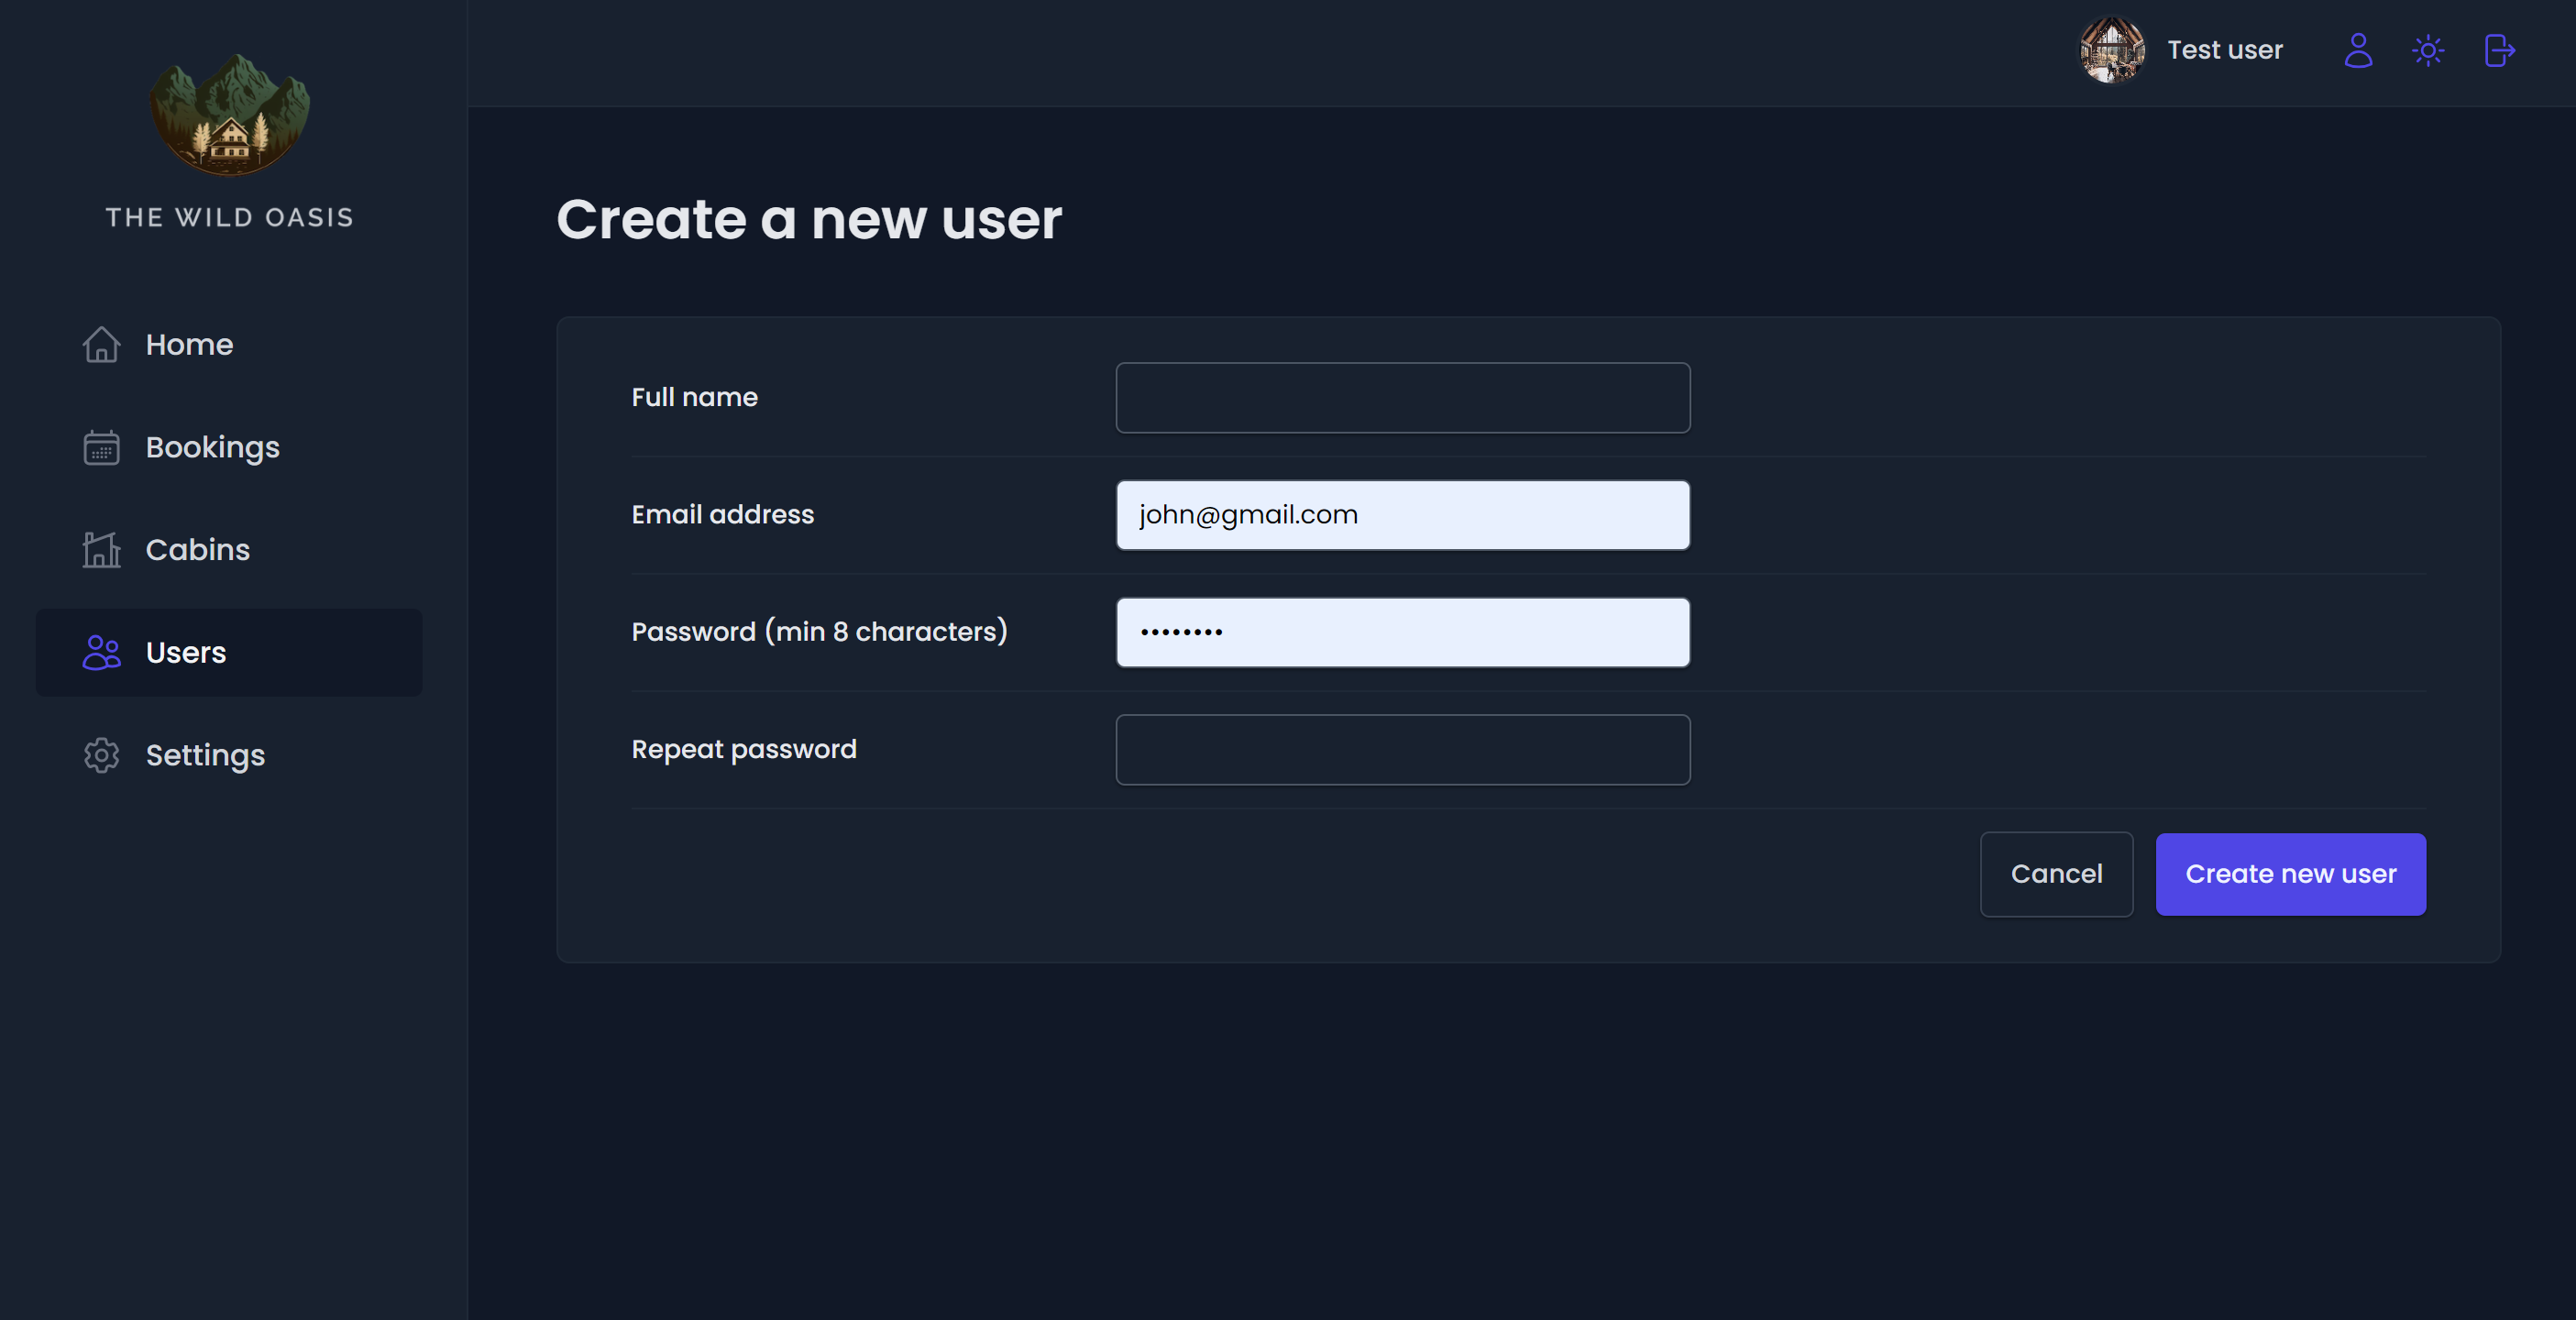 THE WILD OASIS
Home
Bookings
Cabins
Users
Settings
Test user
Create a new user
Full name
Email address
john@gmail.com
Password (min 8 characters)
••••••••
Repeat password
Cancel
Create new user